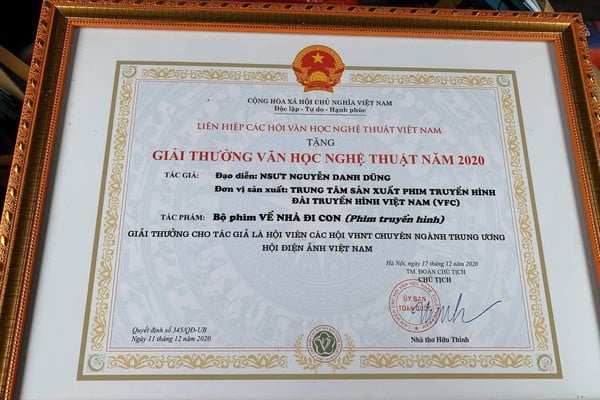 CỘNG HÒA XÃ HỘI CHỦ NGHĨA VIỆT NAM
Độc lập - Tự do - Hạnh phúc
LIÊN HIỆP CÁC HỘI VĂN HỌC NGHỆ THUẬT VIỆT NAM
TẶNG
GIẢI THƯỞNG VĂN HỌC NGHỆ THUẬT NĂM 2020
TÁC GIẢ: Đạo diễn: NSƯT NGUYỄN DANH DŨNG
Đơn vị sản xuất: TRUNG TÂM SẢN XUẤT PHIM TRUYỀN HÌNH
ĐÀI TRUYỀN HÌNH VIỆT NAM (VFC)
TÁC PHẨM: Bộ phim VỀ NHÀ ĐI CON (Phim truyền hình)
GIẢI THƯỞNG CHO TÁC GIẢ LÀ HỘI VIÊN CÁC HỘI VHNT CHUYÊN NGÀNH TRUNG ƯƠNG
HỘI ĐIỆN ẢNH VIỆT NAM
Hà Nội, ngày 17 tháng 12 năm 2020
TM. ĐOÀN CHỦ TỊCH
CHỦ TỊCH
ỦY BAN
TOÀN QUỐC
Quyết định số 345/QĐ-UB
Ngày 11 tháng 12 năm 2020
Nhà thơ Hữu Thỉnh